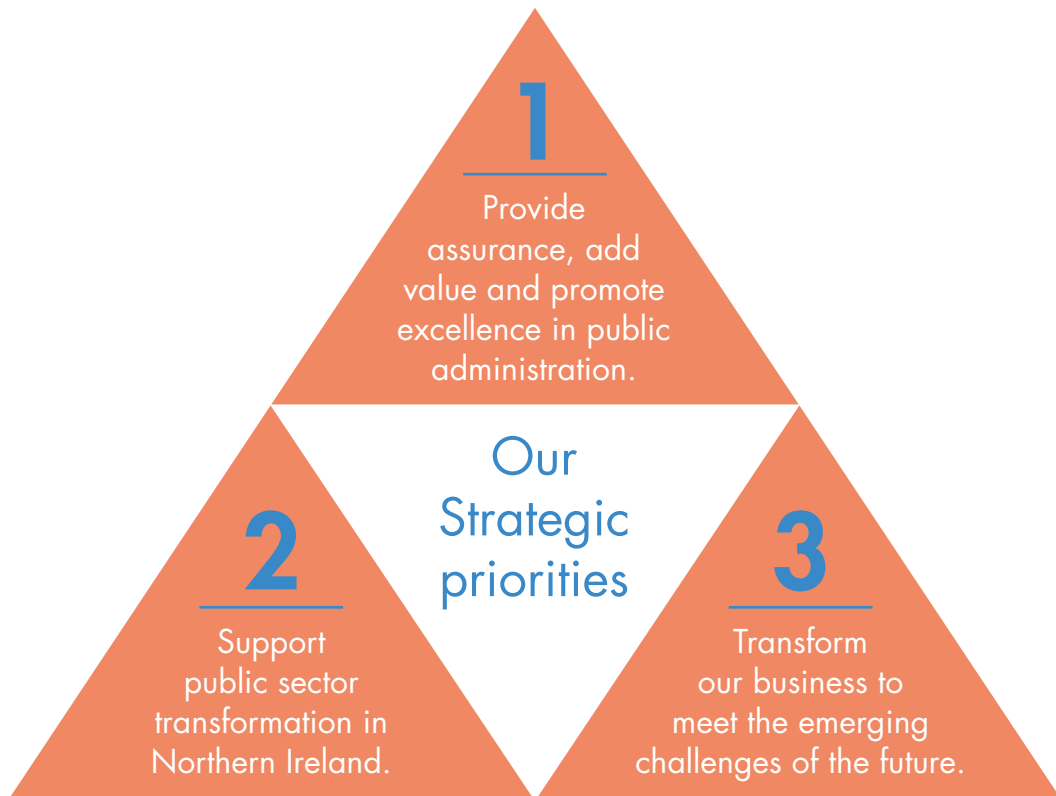 1
Provide
assurance, add
value and promote
excellence in public
administration.
Our
Strategic
priorities
2
Support
public sector
transformation in
Northern Ireland.
3
Transform
our business to
meet the emerging
challenges of the future.